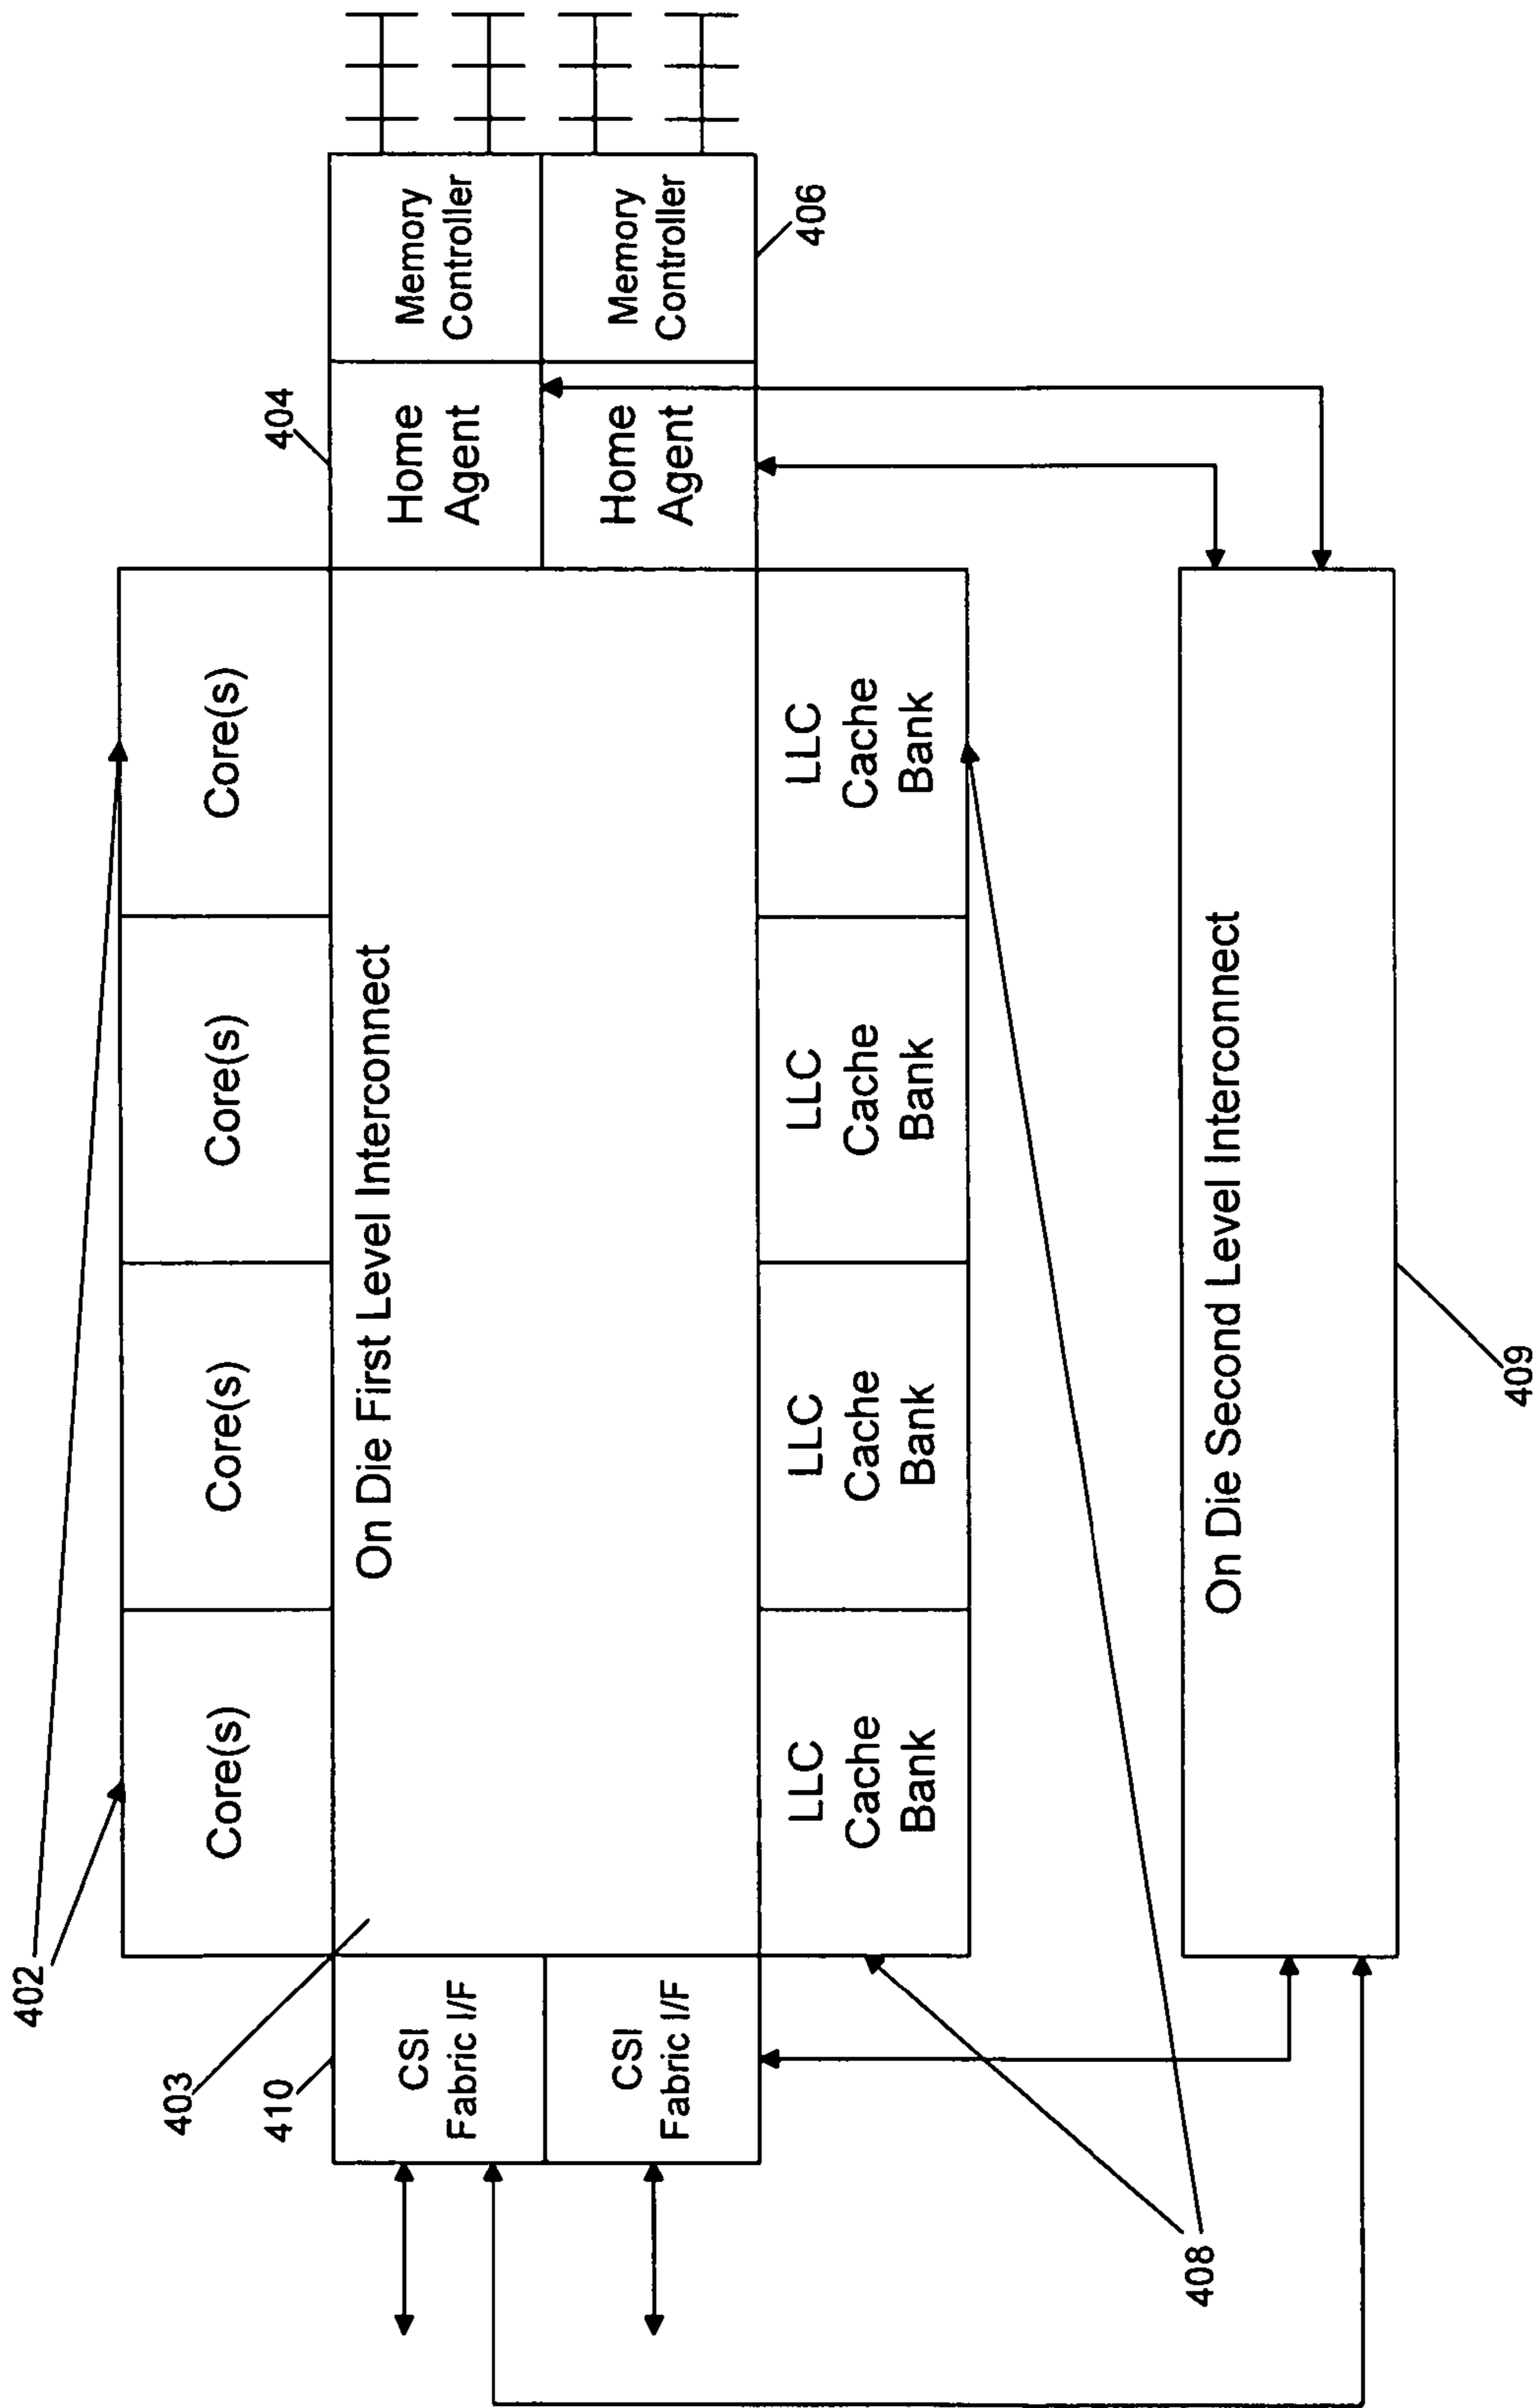 402
Core(s)
Core(s)
Core(s)
Core(s)
403
410
404
CSI
Fabric I/F
CSI
Fabric I/F
On Die First Level Interconnect
Home
Agent
Home
Agent
Memory
Controller
Memory
Controller
406
LLC
Cache
Bank
LLC
Cache
Bank
LLC
Cache
Bank
LLC
Cache
Bank
408
On Die Second Level Interconnect
409